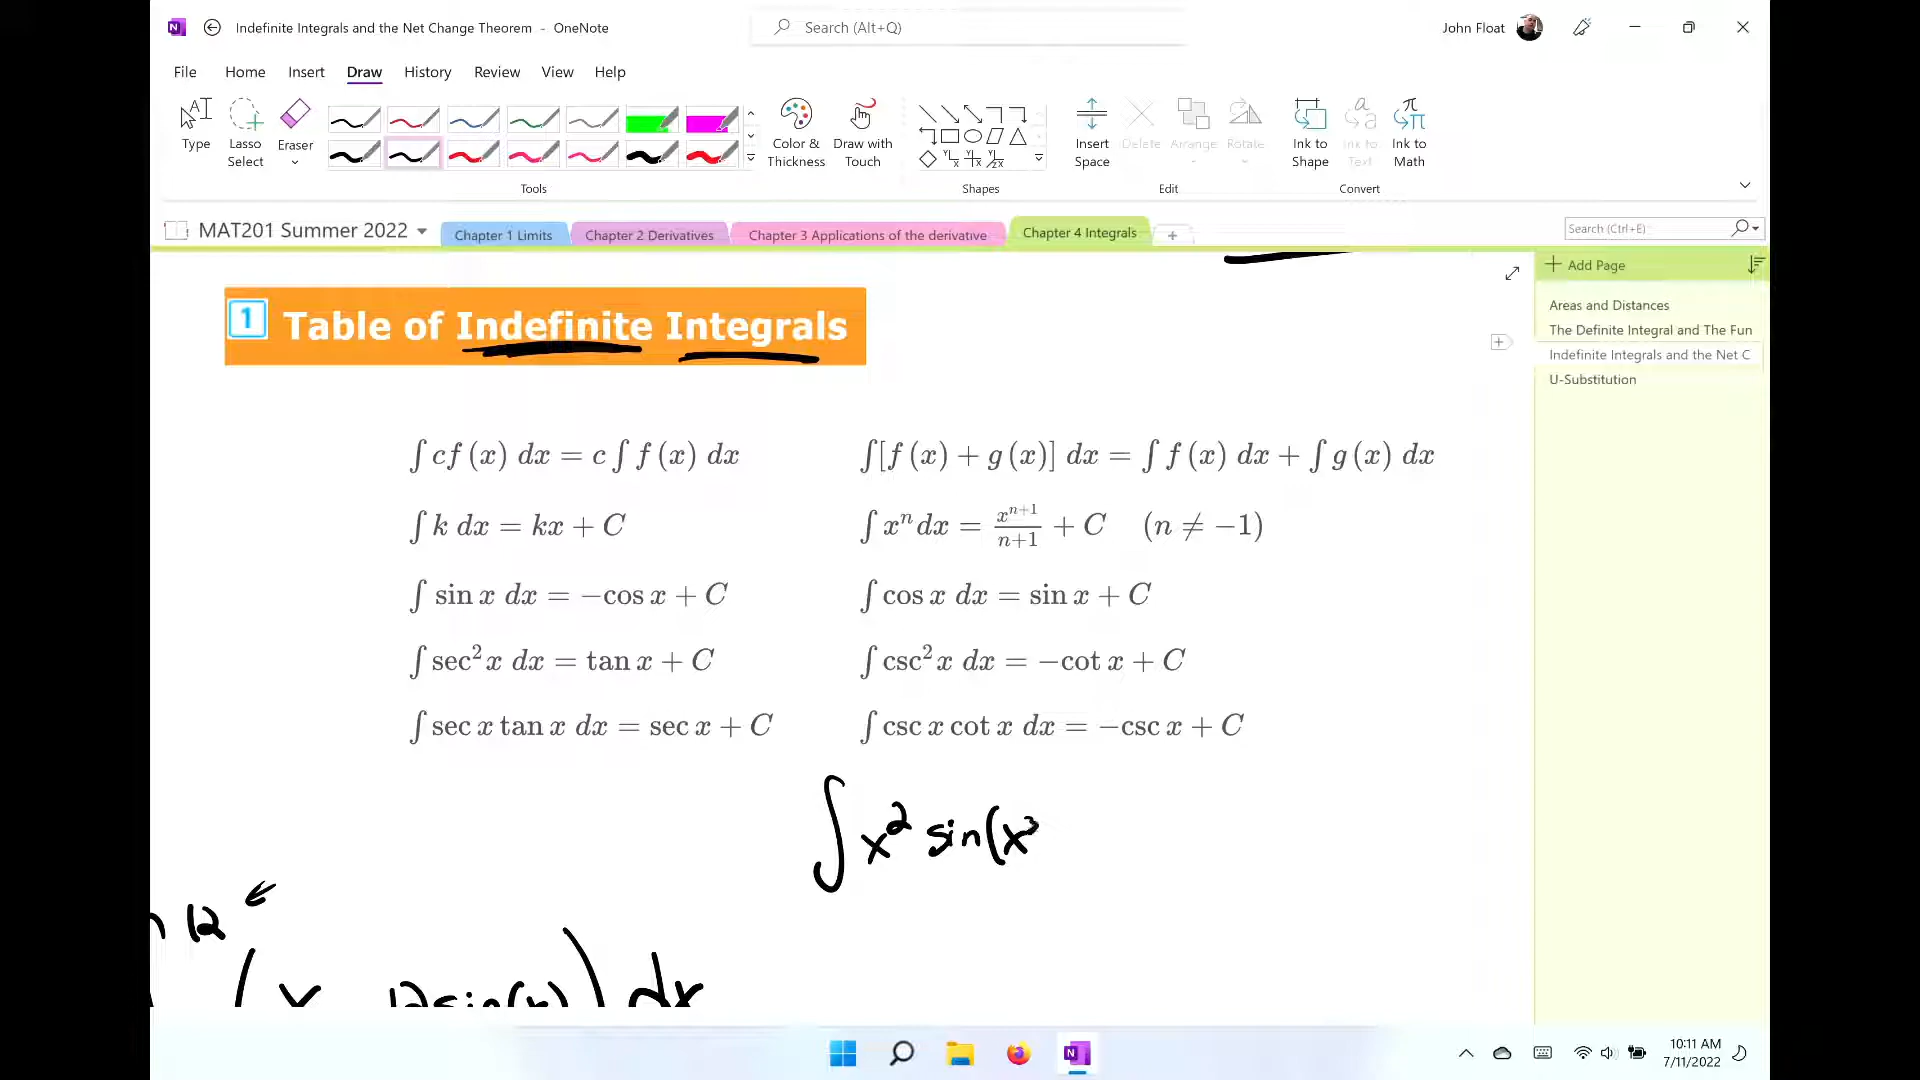 Indefinite Integrals and the Net Change Theorem - OneNote
Search (Alt+Q)
John Float
File Home Insert Draw History Review View Help
Type
Lasso Select
Eraser
Color & Thickness
Draw with Touch
Insert Space
Delete
Arrange
Rotate
Ink to Shape
Ink to Text
Ink to Math
Tools
Shapes
Edit
Convert
MAT201 Summer 2022
Chapter 1 Limits
Chapter 2 Derivatives
Chapter 3 Applications of the derivative
Chapter 4 Integrals
Search (Ctrl+E)
Add Page
Areas and Distances
The Definite Integral and The Fun
Indefinite Integrals and the Net C
U-Substitution
1 Table of Indefinite Integrals
∫ cf (x) dx = c ∫ f (x) dx
∫ [f (x) + g (x)] dx = ∫ f (x) dx + ∫ g (x) dx
∫ k dx = kx + C
∫ xⁿ dx = xⁿ⁺¹/n+1 + C (n ≠ −1)
∫ sin x dx = −cos x + C
∫ cos x dx = sin x + C
∫ sec² x dx = tan x + C
∫ csc² x dx = −cot x + C
∫ sec x tan x dx = sec x + C
∫ csc x cot x dx = −csc x + C
∫ x² sin(x³
n 12
( x 12sin(x) ) dx
10:11 AM
7/11/2022